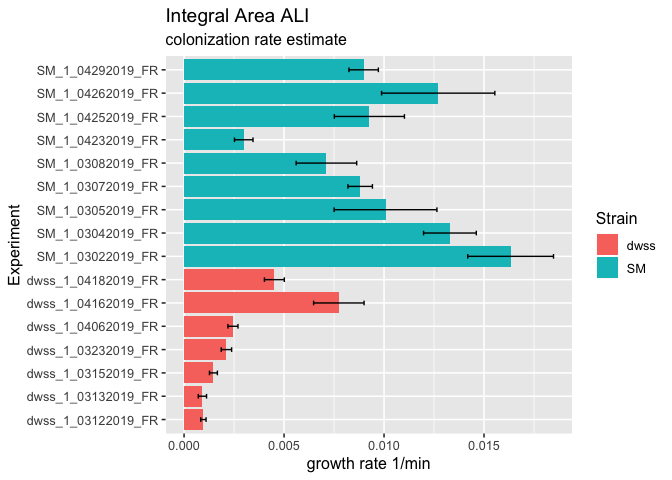 Integral Area ALI
colonization rate estimate
Experiment
SM_1_04292019_FR
SM_1_04262019_FR
SM_1_04252019_FR
SM_1_04232019_FR
SM_1_03082019_FR
SM_1_03072019_FR
SM_1_03052019_FR
SM_1_03042019_FR
SM_1_03022019_FR
dwss_1_04182019_FR
dwss_1_04162019_FR
dwss_1_04062019_FR
dwss_1_03232019_FR
dwss_1_03152019_FR
dwss_1_03132019_FR
dwss_1_03122019_FR
0.000 0.005 0.010 0.015
growth rate 1/min
Strain
dwss
SM